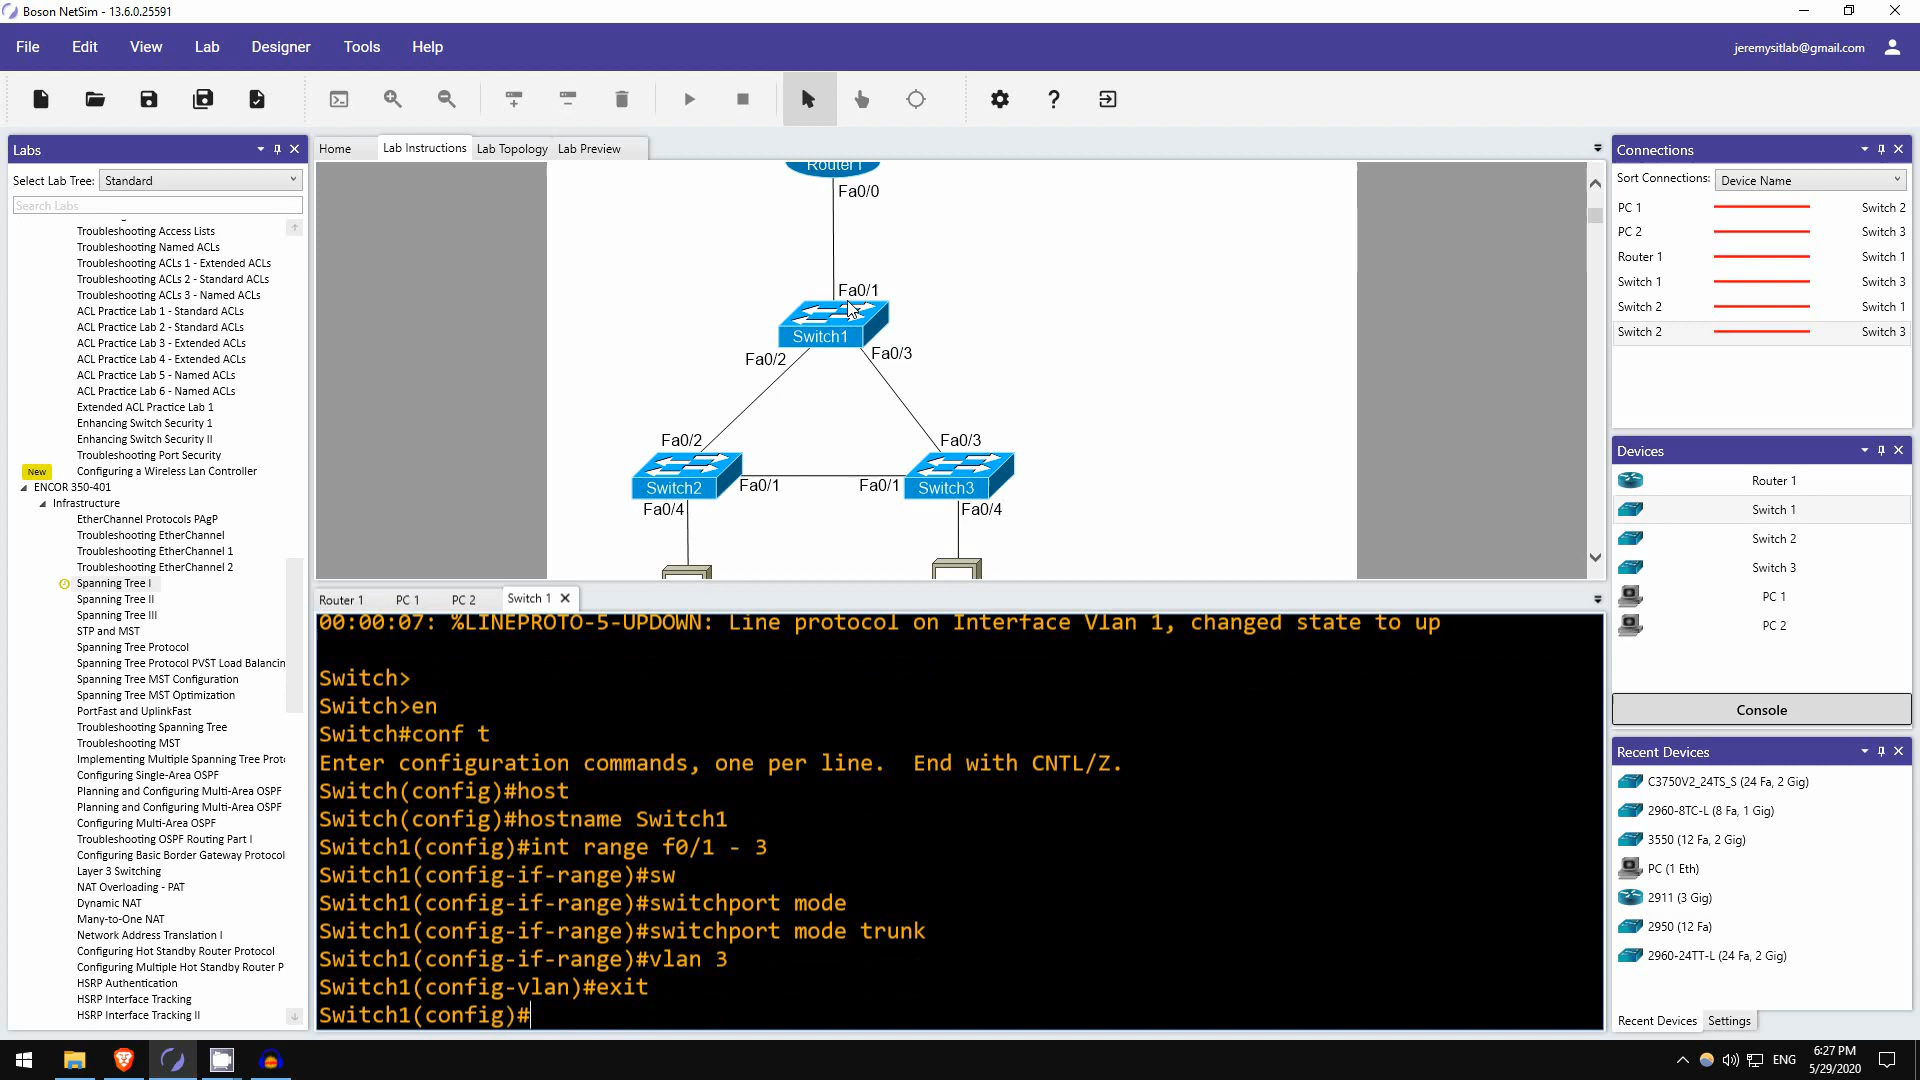 Boson NetSim - 13.6.0.25591
File Edit View Lab Designer Tools Help
jeremysitlab@gmail.com
Labs
Select Lab Tree: Standard
Search Labs
Troubleshooting Access Lists
Troubleshooting Named ACLs
Troubleshooting ACLs 1 - Extended ACLs
Troubleshooting ACLs 2 - Standard ACLs
Troubleshooting ACLs 3 - Named ACLs
ACL Practice Lab 1 - Standard ACLs
ACL Practice Lab 2 - Standard ACLs
ACL Practice Lab 3 - Extended ACLs
ACL Practice Lab 4 - Extended ACLs
ACL Practice Lab 5 - Named ACLs
ACL Practice Lab 6 - Named ACLs
Extended ACL Practice Lab 1
Enhancing Switch Security 1
Enhancing Switch Security II
Troubleshooting Port Security
New Configuring a Wireless Lan Controller
ENCOR 350-401
Infrastructure
EtherChannel Protocols PAgP
Troubleshooting EtherChannel
Troubleshooting EtherChannel 1
Troubleshooting EtherChannel 2
Spanning Tree I
Spanning Tree II
Spanning Tree III
STP and MST
Spanning Tree Protocol
Spanning Tree Protocol PVST Load Balancin
Spanning Tree MST Configuration
Spanning Tree MST Optimization
PortFast and UplinkFast
Troubleshooting Spanning Tree
Troubleshooting MST
Implementing Multiple Spanning Tree Prot
Configuring Single-Area OSPF
Planning and Configuring Multi-Area OSPF
Planning and Configuring Multi-Area OSPF
Configuring Multi-Area OSPF
Troubleshooting OSPF Routing Part I
Configuring Basic Border Gateway Protocol
Layer 3 Switching
NAT Overloading - PAT
Dynamic NAT
Many-to-One NAT
Network Address Translation I
Configuring Hot Standby Router Protocol
Configuring Multiple Hot Standby Router P
HSRP Authentication
HSRP Interface Tracking
HSRP Interface Tracking II
Home Lab Instructions Lab Topology Lab Preview
Router1
Fa0/0
Fa0/1
Switch1
Fa0/2 Fa0/3
Fa0/2 Fa0/3
Switch2 Fa0/1 Fa0/1 Switch3
Fa0/4 Fa0/4
Router 1 PC 1 PC 2 Switch 1
00:00:07: %LINEPROTO-5-UPDOWN: Line protocol on Interface Vlan 1, changed state to up
Switch>
Switch>en
Switch#conf t
Enter configuration commands, one per line. End with CNTL/Z.
Switch(config)#host
Switch(config)#hostname Switch1
Switch1(config)#int range f0/1 - 3
Switch1(config-if-range)#sw
Switch1(config-if-range)#switchport mode
Switch1(config-if-range)#switchport mode trunk
Switch1(config-if-range)#vlan 3
Switch1(config-vlan)#exit
Switch1(config)#
Connections
Sort Connections: Device Name
PC 1 Switch 2
PC 2 Switch 3
Router 1 Switch 1
Switch 1 Switch 3
Switch 2 Switch 1
Switch 2 Switch 3
Devices
Router 1
Switch 1
Switch 2
Switch 3
PC 1
PC 2
Console
Recent Devices
C3750V2_24TS_S (24 Fa, 2 Gig)
2960-8TC-L (8 Fa, 1 Gig)
3550 (12 Fa, 2 Gig)
PC (1 Eth)
2911 (3 Gig)
2950 (12 Fa)
2960-24TT-L (24 Fa, 2 Gig)
Recent Devices Settings
ENG
6:27 PM
5/29/2020